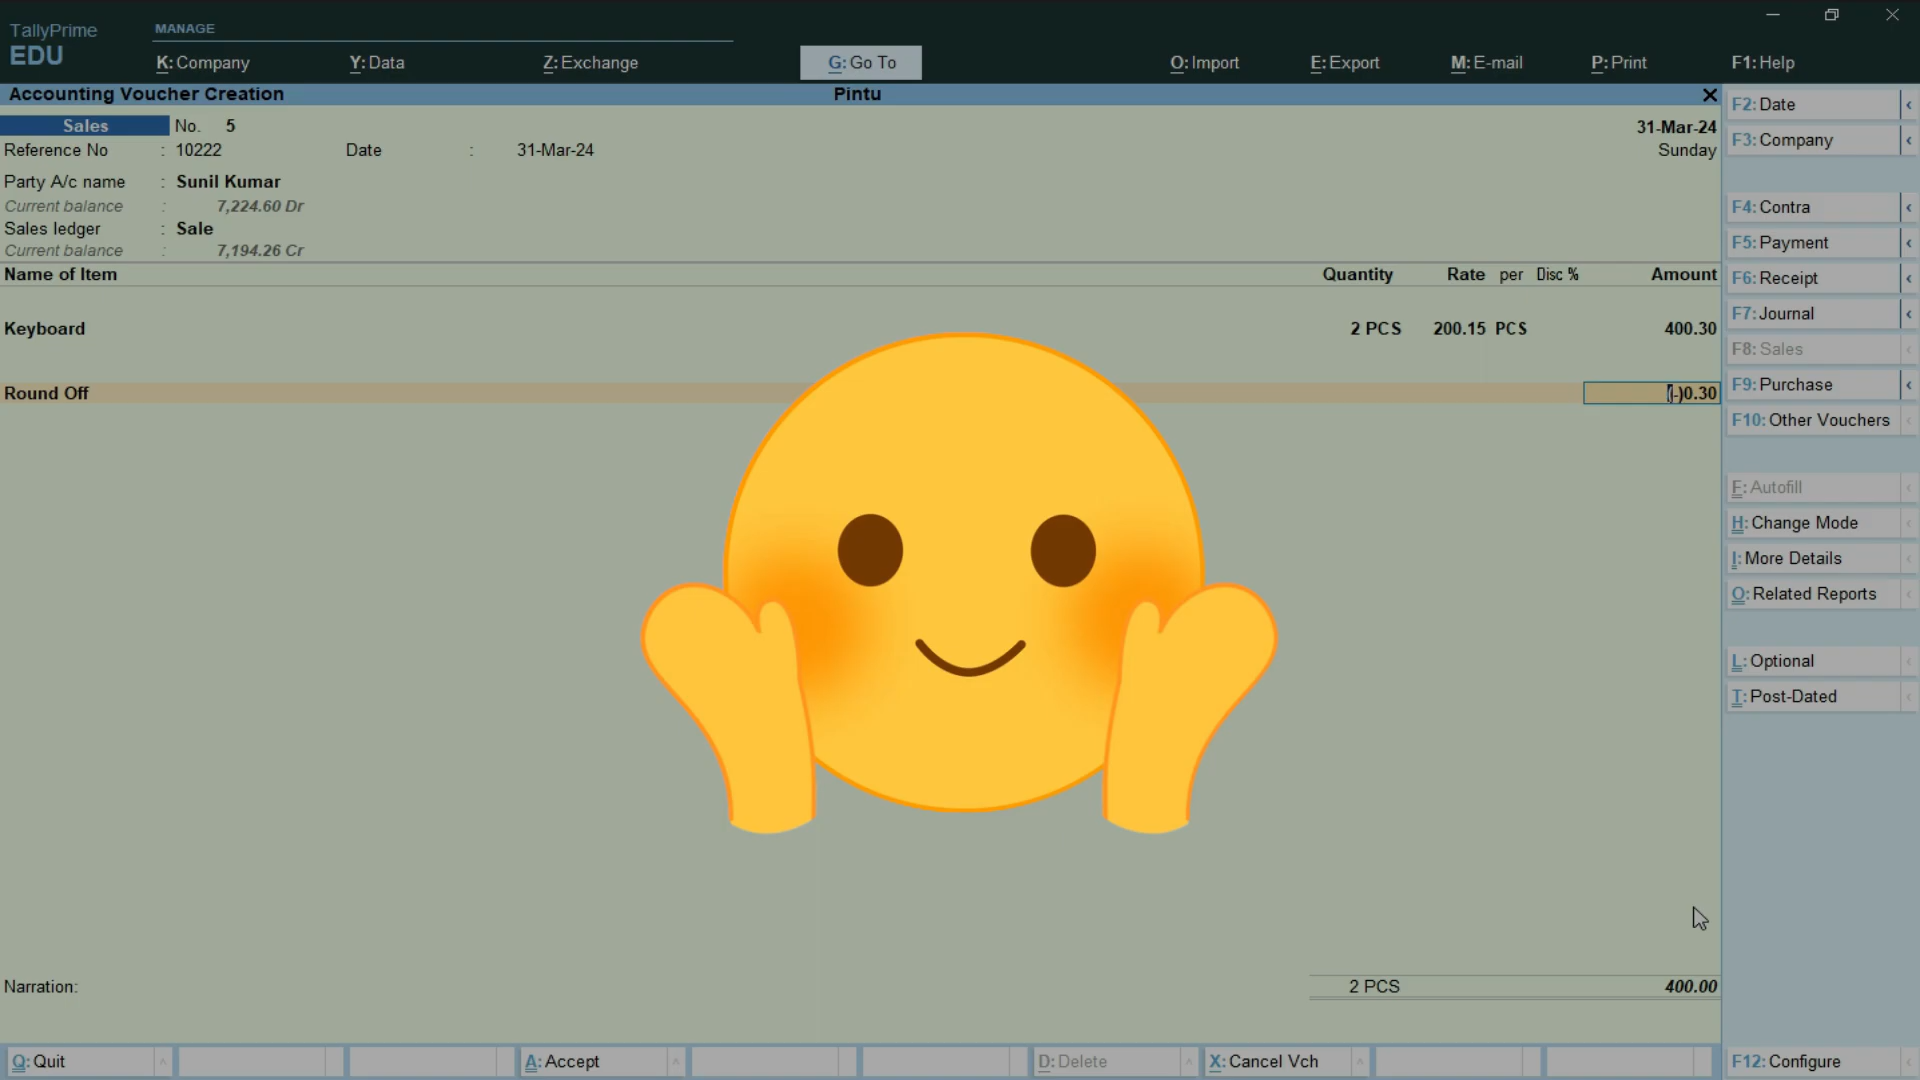 TallyPrime
EDU
MANAGE
K: Company
Y: Data
Z: Exchange
G: Go To
O: Import
E: Export
M: E-mail
P: Print
F1: Help
Accounting Voucher Creation
Pintu
Sales No. 5
31-Mar-24
Reference No : 10222 Date : 31-Mar-24
Sunday
Party A/c name : Sunil Kumar
Current balance : 7,224.60 Dr
Sales ledger : Sale
Current balance : 7,194.26 Cr
Name of Item Quantity Rate per Disc % Amount
Keyboard 2 PCS 200.15 PCS 400.30
Round Off (-)0.30
Narration: 2 PCS 400.00
F2: Date
F3: Company
F4: Contra
F5: Payment
F6: Receipt
F7: Journal
F8: Sales
F9: Purchase
F10: Other Vouchers
F: Autofill
H: Change Mode
I: More Details
O: Related Reports
L: Optional
T: Post-Dated
Q: Quit
A: Accept
D: Delete
X: Cancel Vch
F12: Configure